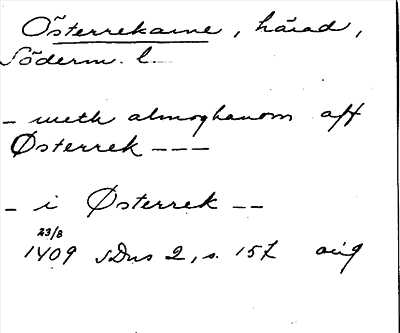 Österrekarne, härad,
Söderm. l.
- meth almoghanom aff
Østerrek ---
- i Østerrek --
23/8
1409 SDns 2, s. 157 orig